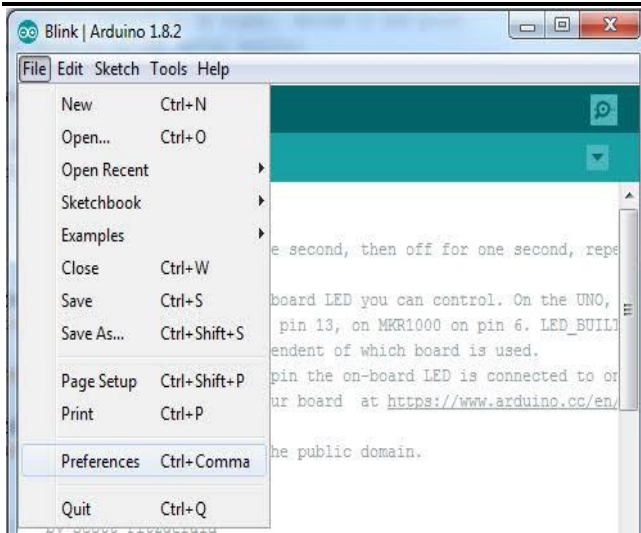 Blink | Arduino 1.8.2
File Edit Sketch Tools Help
New Ctrl+N
Open... Ctrl+O
Open Recent
Sketchbook
Examples
e second, then off for one second, repe
Close Ctrl+W
Save Ctrl+S
board LED you can control. On the UNO,
Save As... Ctrl+Shift+S
pin 13, on MKR1000 on pin 6. LED_BUILT
endent of which board is used.
Page Setup Ctrl+Shift+P
pin the on-board LED is connected to on
Print Ctrl+P
ur board at https://www.arduino.cc/en/
Preferences Ctrl+Comma
he public domain.
Quit Ctrl+Q